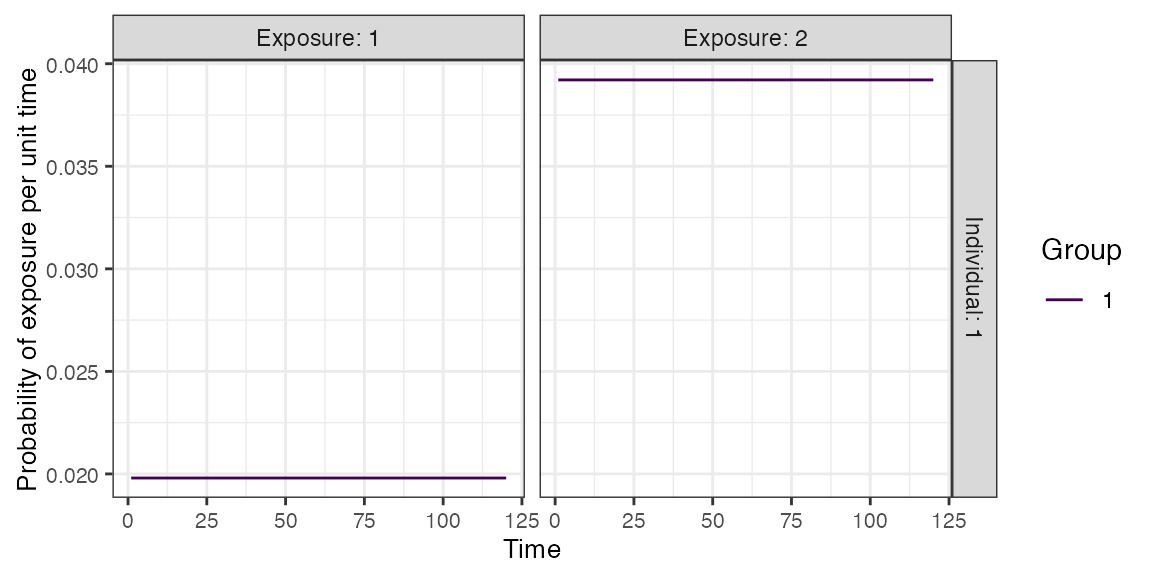 Exposure: 1
Exposure: 2
Probability of exposure per unit time
0.040
0.035
0.030
0.025
0.020
Individual: 1
Group
1
0 25 50 75 100 125
0 25 50 75 100 125
Time